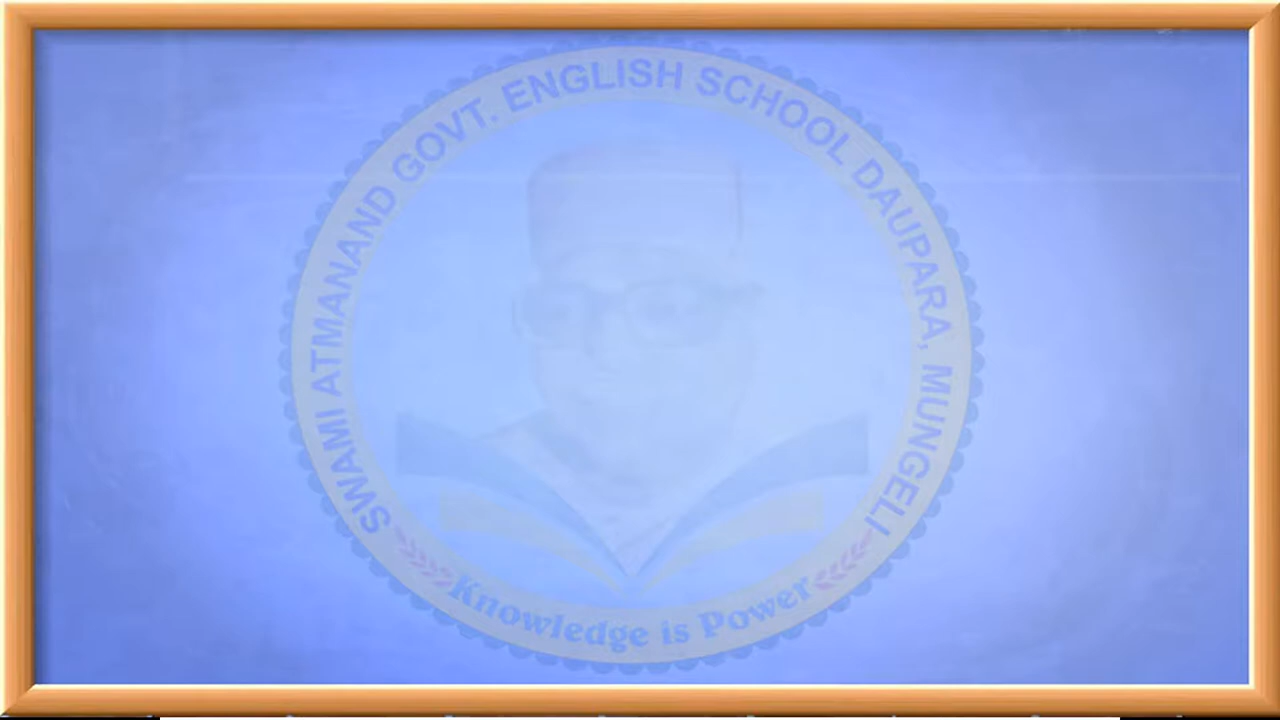 SWAMI ATMANAND GOVT. ENGLISH SCHOOL DAUPARA, MUNGELI
Knowledge is Power